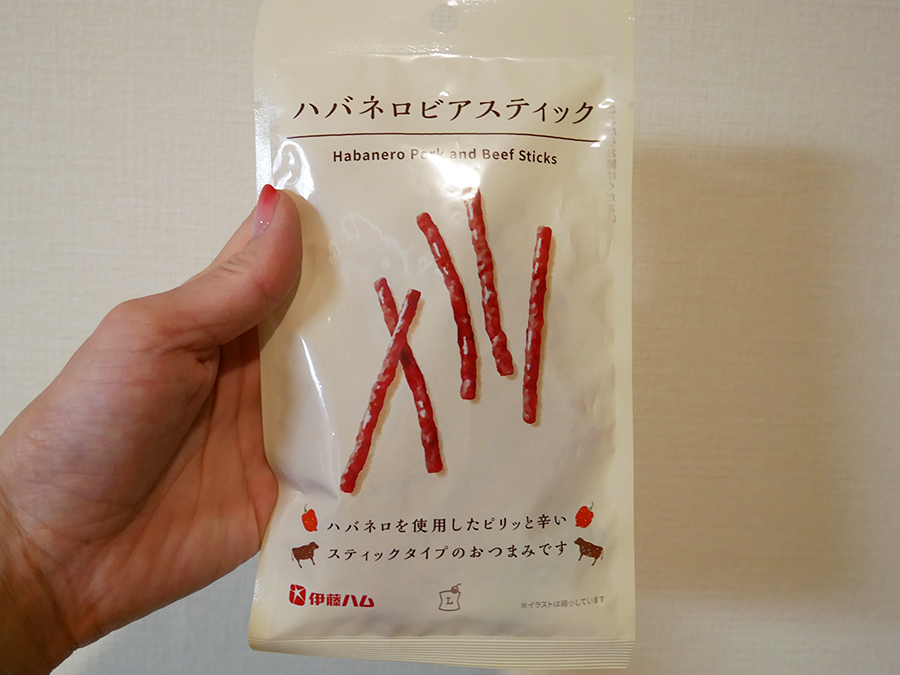 ハバネロビアスティック
Habanero Pork and Beef Sticks
ハバネロを使用したピリッと辛い
スティックタイプのおつまみです
伊藤ハム
L
※イラストは縮小しています